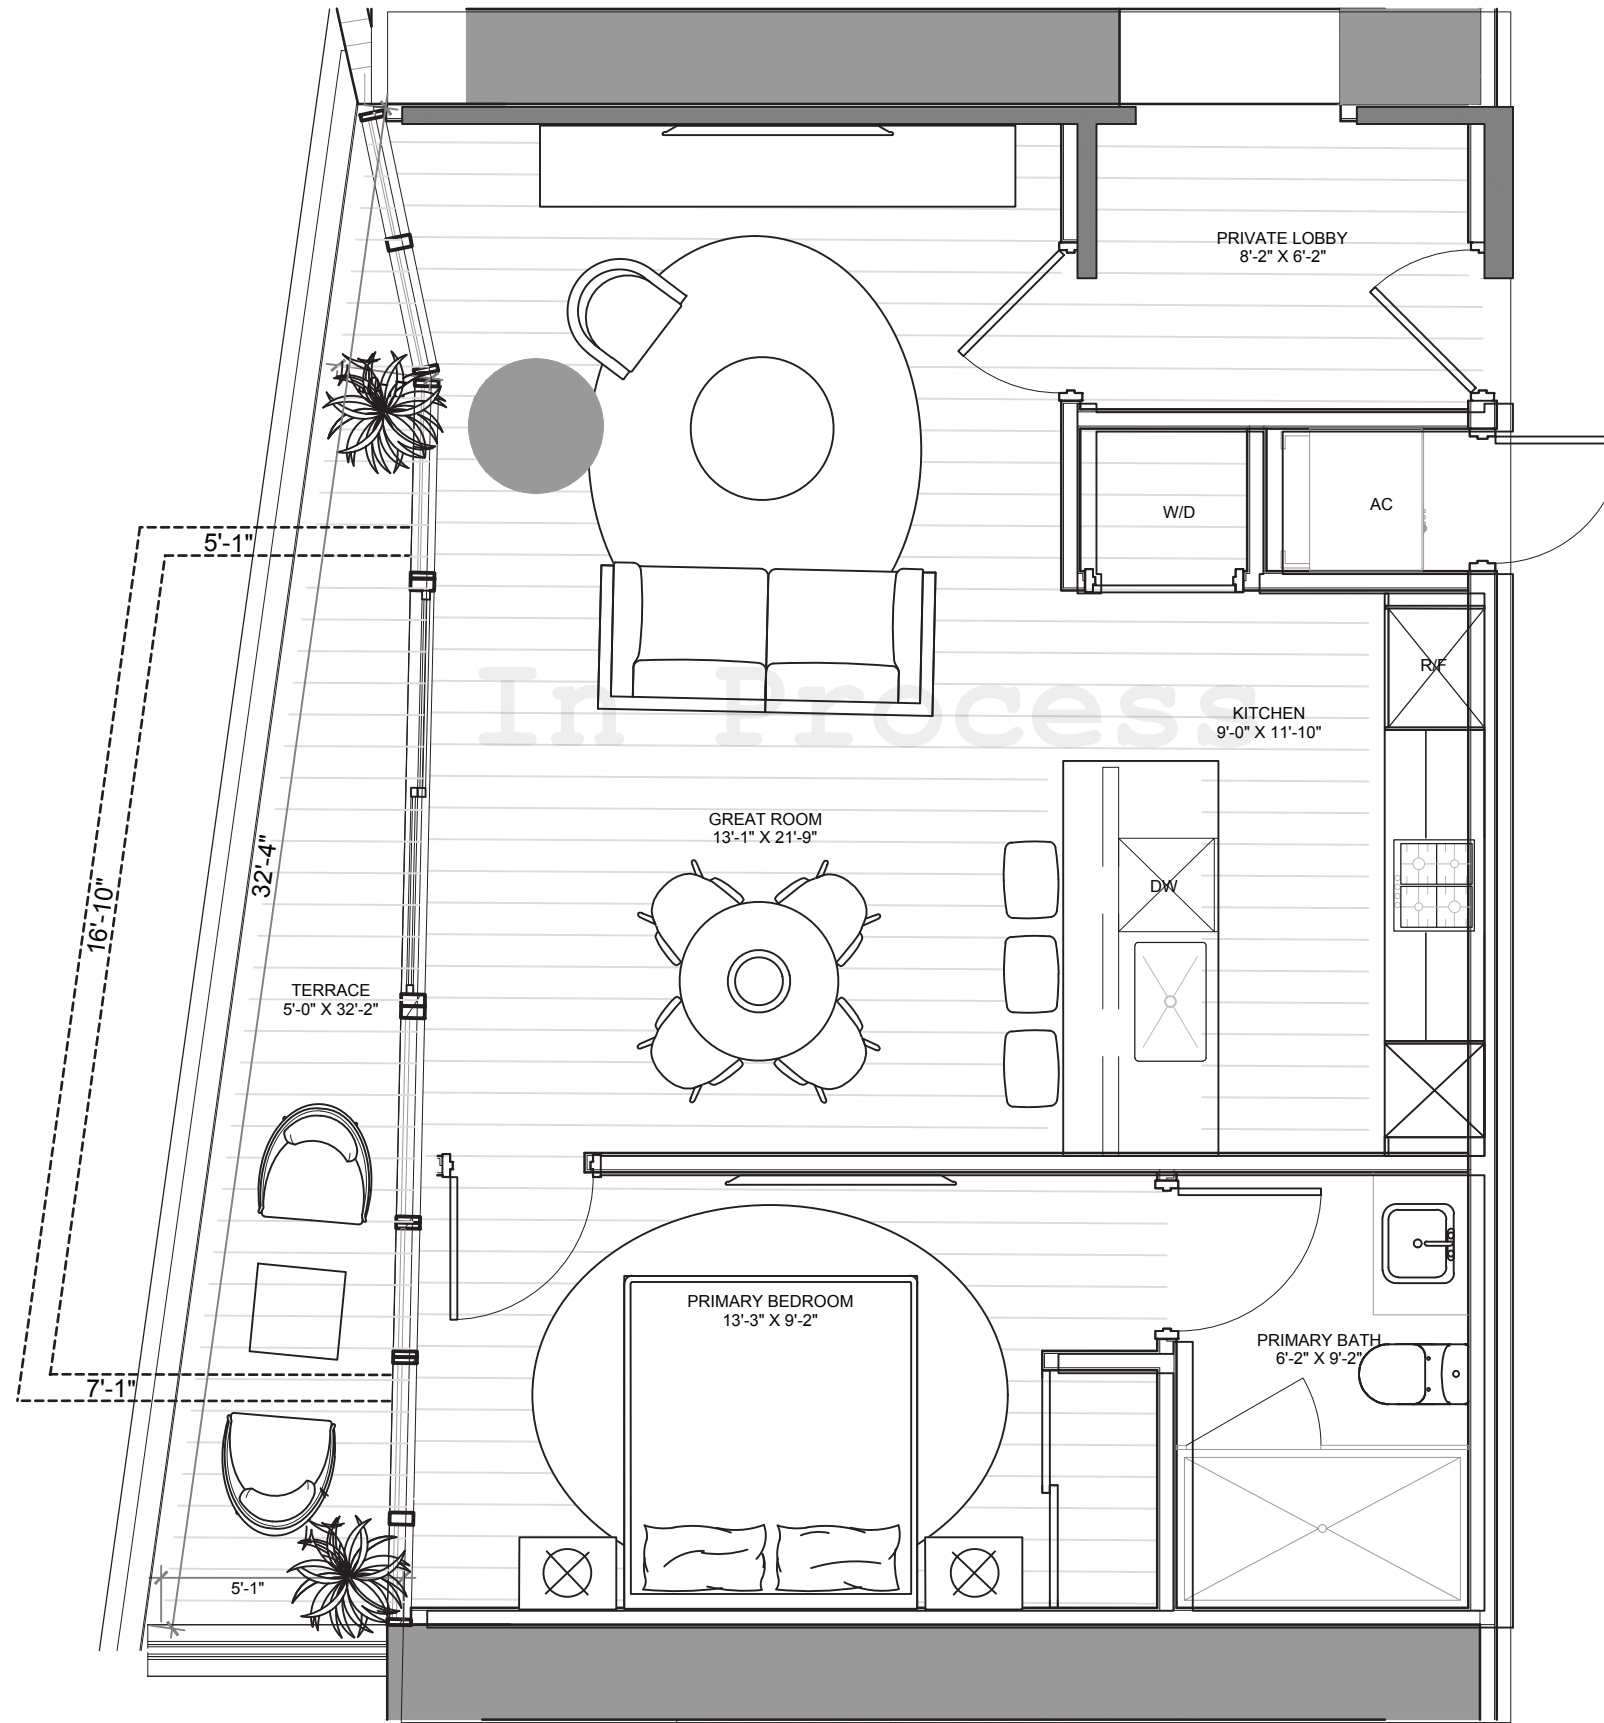 PRIVATE LOBBY
8'-2" X 6'-2"
W/D
AC
5'-1"
R/F
In Process
KITCHEN
9'-0" X 11'-10"
GREAT ROOM
13'-1" X 21'-9"
32'-4"
DW
16'-10"
TERRACE
5'-0" X 32'-2"
PRIMARY BEDROOM
13'-3" X 9'-2"
PRIMARY BATH
6'-2" X 9'-2"
7'-1"
5'-1"